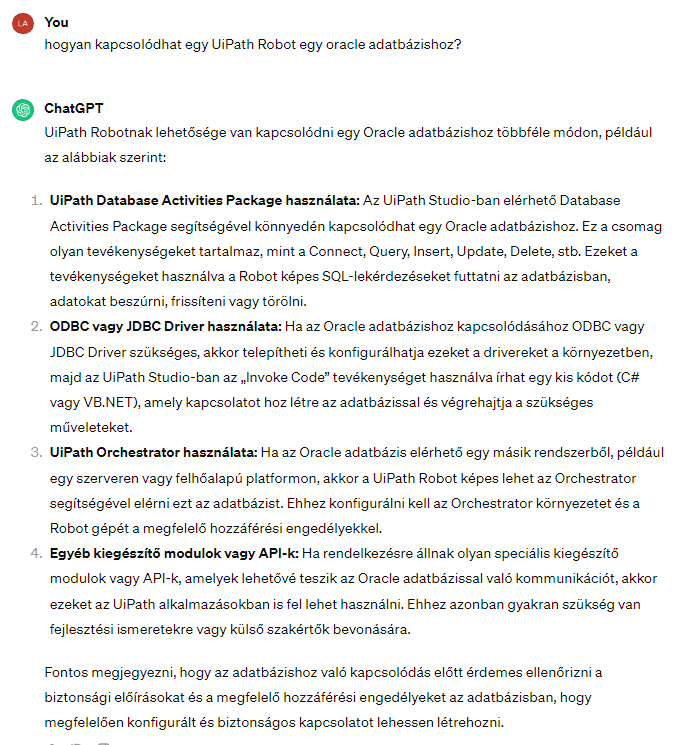 LA You
hogyan kapcsolódhat egy UiPath Robot egy oracle adatbázishoz?
ChatGPT
UiPath Robotnak lehetősége van kapcsolódni egy Oracle adatbázishoz többféle módon, például
az alábbiak szerint:
1. UiPath Database Activities Package használata: Az UiPath Studio-ban elérhető Database
Activities Package segítségével könnyedén kapcsolódhat egy Oracle adatbázishoz. Ez a csomag
olyan tevékenységeket tartalmaz, mint a Connect, Query, Insert, Update, Delete, stb. Ezeket a
tevékenységeket használva a Robot képes SQL-lekérdezéseket futtatni az adatbázisban,
adatokat beszúrni, frissíteni vagy törölni.
2. ODBC vagy JDBC Driver használata: Ha az Oracle adatbázishoz kapcsolódásához ODBC vagy
JDBC Driver szükséges, akkor telepítheti és konfigurálhatja ezeket a drivereket a környezetben,
majd az UiPath Studio-ban az „Invoke Code” tevékenységet használva írhat egy kis kódot (C#
vagy VB.NET), amely kapcsolatot hoz létre az adatbázissal és végrehajtja a szükséges
műveleteket.
3. UiPath Orchestrator használata: Ha az Oracle adatbázis elérhető egy másik rendszerből, például
egy szerveren vagy felhőalapú platformon, akkor a UiPath Robot képes lehet az Orchestrator
segítségével elérni ezt az adatbázist. Ehhez konfigurálni kell az Orchestrator környezetet és a
Robot gépét a megfelelő hozzáférési engedélyekkel.
4. Egyéb kiegészítő modulok vagy API-k: Ha rendelkezésre állnak olyan speciális kiegészítő
modulok vagy API-k, amelyek lehetővé teszik az Oracle adatbázissal való kommunikációt, akkor
ezeket az UiPath alkalmazásokban is fel lehet használni. Ehhez azonban gyakran szükség van
fejlesztési ismeretekre vagy külső szakértők bevonására.
Fontos megjegyezni, hogy az adatbázishoz való kapcsolódás előtt érdemes ellenőrizni a
biztonsági előírásokat és a megfelelő hozzáférési engedélyeket az adatbázisban, hogy
megfelelően konfigurált és biztonságos kapcsolatot lehessen létrehozni.